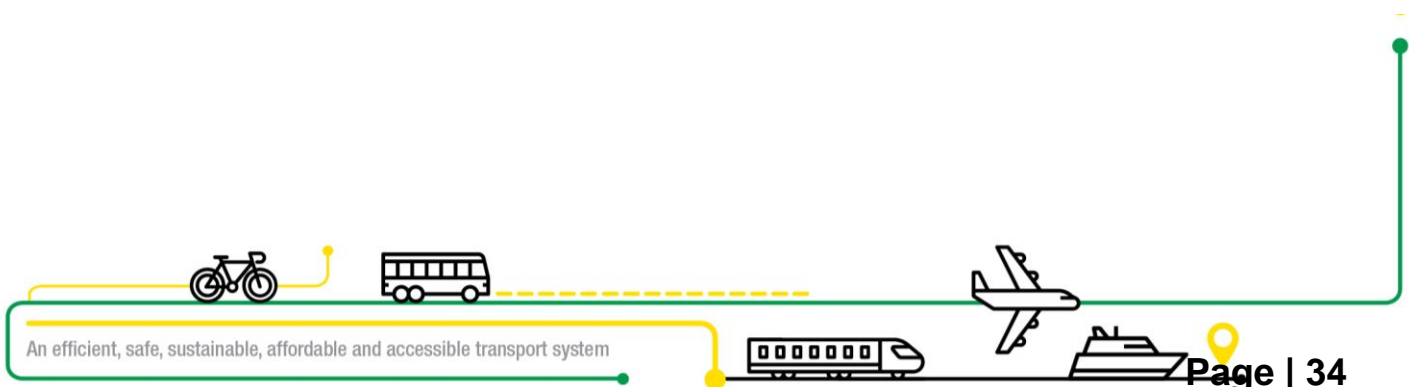 An efficient, safe, sustainable, affordable and accessible transport system
Page | 34